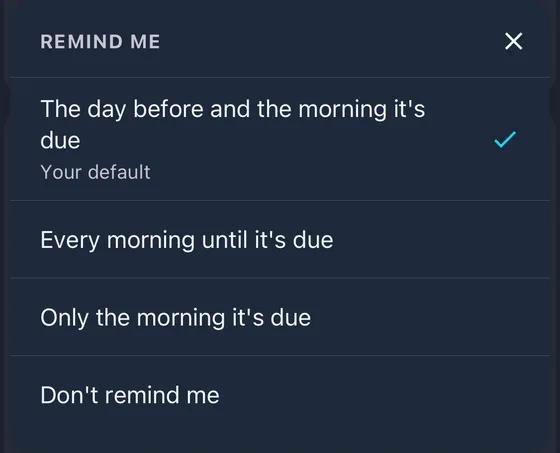 REMIND ME
The day before and the morning it's
due
Your default
Every morning until it's due
Only the morning it's due
Don't remind me